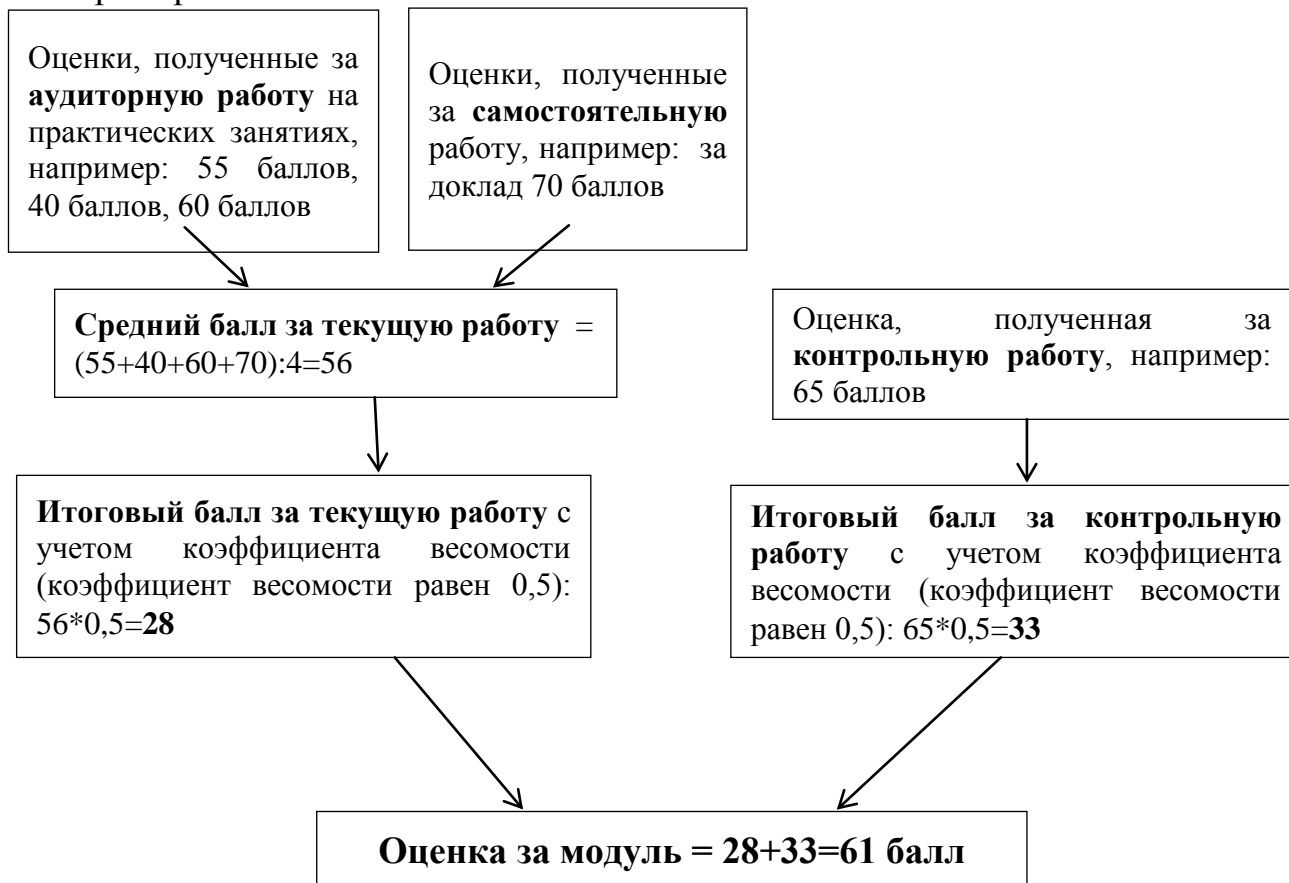 Оценки, полученные за
аудиторную работу на
практических занятиях,
например: 55 баллов,
40 баллов, 60 баллов
Оценки, полученные
за самостоятельную
работу, например: за
доклад 70 баллов
Средний балл за текущую работу =
(55+40+60+70):4=56
Оценка, полученная за
контрольную работу, например:
65 баллов
Итоговый балл за текущую работу с
учетом коэффициента весомости
(коэффициент весомости равен 0,5):
56*0,5=28
Итоговый балл за контрольную
работу с учетом коэффициента
весомости (коэффициент весомости
равен 0,5): 65*0,5=33
Оценка за модуль = 28+33=61 балл